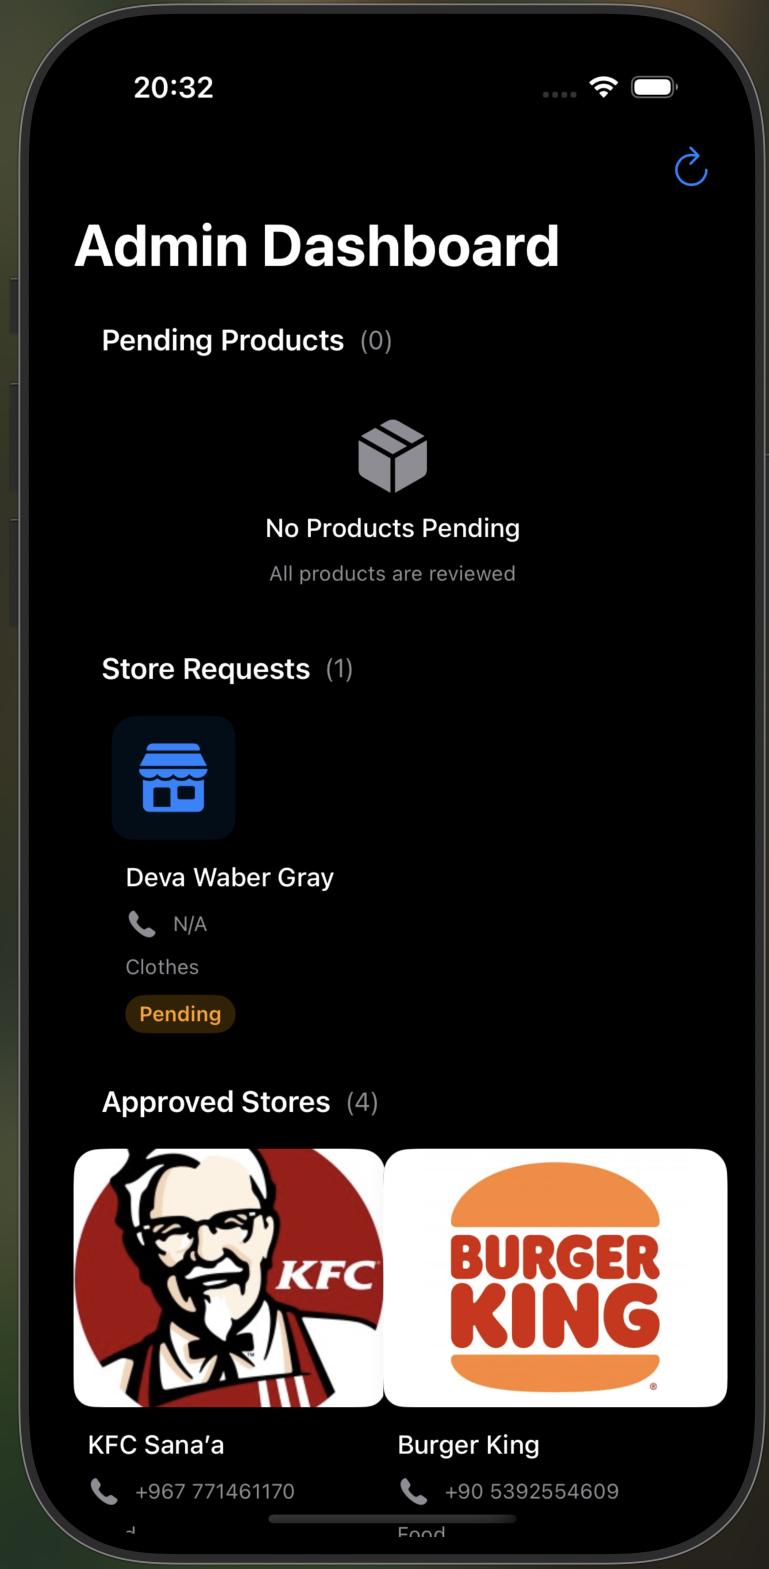 20:32
Admin Dashboard
Pending Products (0)
No Products Pending
All products are reviewed
Store Requests (1)
Deva Waber Gray
N/A
Clothes
Pending
Approved Stores (4)
KFC
BURGER
KING
®
KFC Sana’a
Burger King
+967 771461170
+90 5392554609
Food